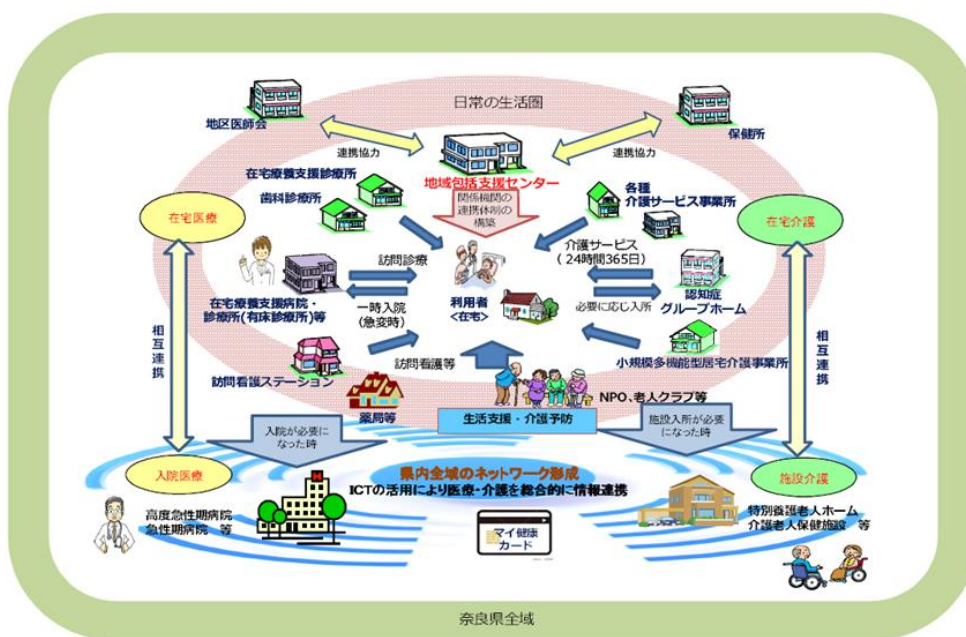 日常の生活圏
地区医師会
保健所
連携協力
連携協力
在宅療養支援診療所
歯科診療所
地域包括支援センター
関係機関の
連携体制の
構築
各種
介護サービス事業所
在宅医療
在宅介護
訪問診療
介護サービス
(24時間365日)
在宅療養支援病院・
診療所(有床診療所)等
一時入院
(急変時)
利用者
<在宅>
必要に応じ入所
認知症
グループホーム
相互連携
相互連携
訪問看護等
訪問看護ステーション
小規模多機能型居宅介護事業所
薬局等
NPO、老人クラブ等
生活支援・介護予防
入院が必要に
なった時
施設入所が必要
になった時
入院医療
施設介護
県内全域のネットワーク形成
ICTの活用により医療・介護を総合的に情報連携
高度急性期病院
急性期病院 等
H
マイ健康
カード
特別養護老人ホーム
介護老人保健施設 等
奈良県全域